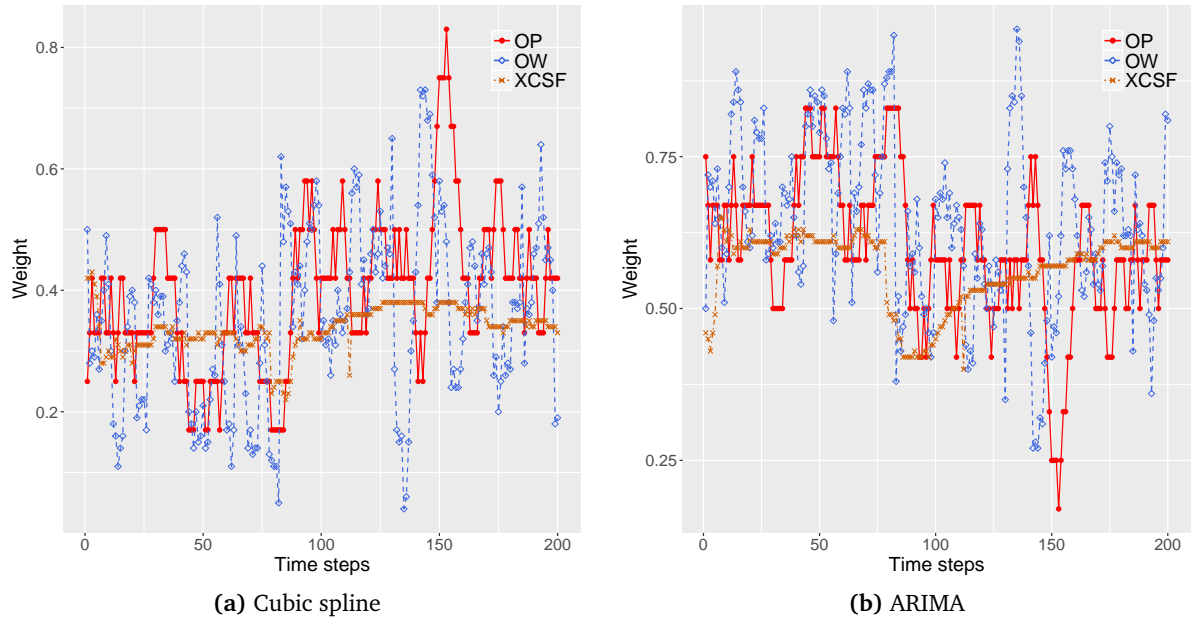 OP
OW
XCSF
Weight
0.8
0.6
0.4
0.2
0
50
100
150
200
Time steps
(a) Cubic spline
OP
OW
XCSF
Weight
0.75
0.50
0.25
0
50
100
150
200
Time steps
(b) ARIMA